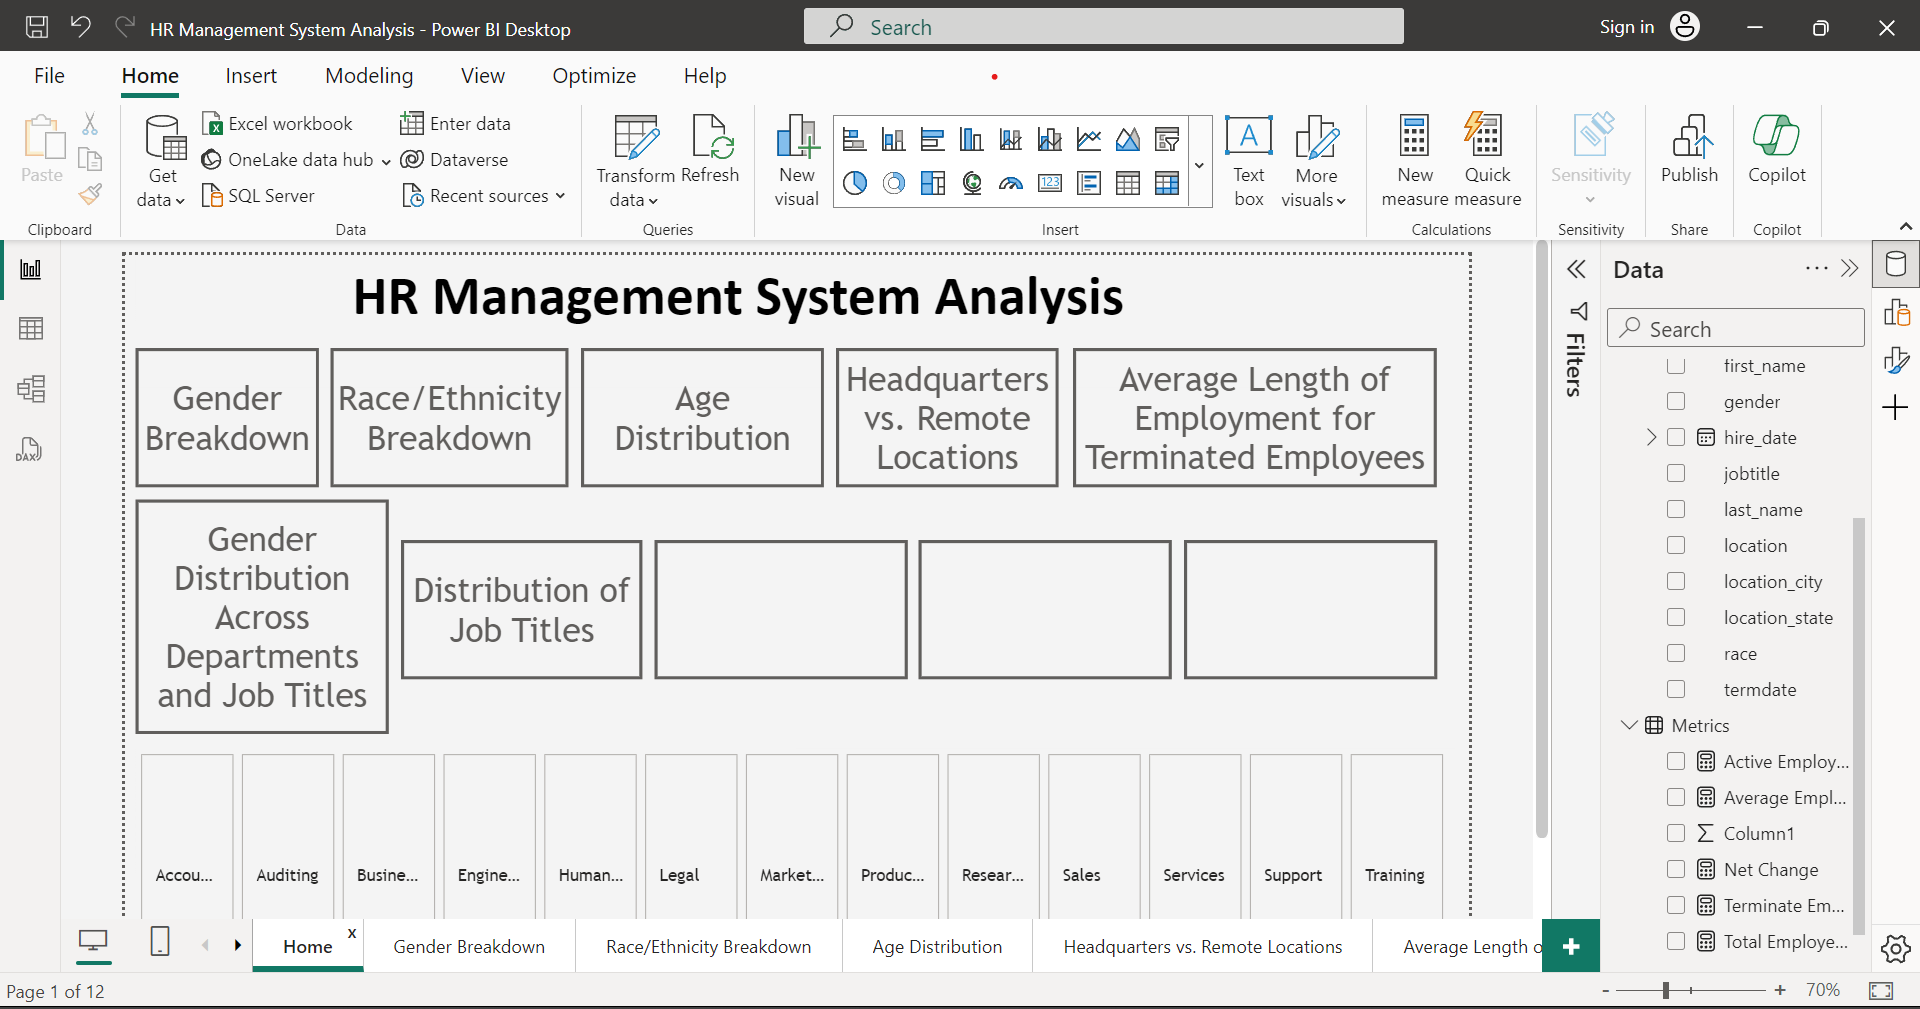 HR Management System Analysis - Power BI Desktop
Search
Sign in
File
Home
Insert
Modeling
View
Optimize
Help
Paste
Clipboard
Get
data
Excel workbook
OneLake data hub
SQL Server
Enter data
Dataverse
Recent sources
Data
Transform
data
Refresh
Queries
New
visual
123
Insert
A
Text
box
More
visuals
New
measure
Quick
measure
Calculations
Sensitivity
Sensitivity
Publish
Share
Copilot
Copilot
DAX
HR Management System Analysis
Gender
Breakdown
Race/Ethnicity
Breakdown
Age
Distribution
Headquarters
vs. Remote
Locations
Average Length of
Employment for
Terminated Employees
Gender
Distribution
Across
Departments
and Job Titles
Distribution of
Job Titles
Accou...
Auditing
Busine...
Engine...
Human...
Legal
Market...
Produc...
Resear...
Sales
Services
Support
Training
Filters
Data
Search
first_name
gender
hire_date
jobtitle
last_name
location
location_city
location_state
race
termdate
Metrics
Active Employ...
Average Empl...
Column1
Net Change
Terminate Em...
Total Employe...
Home
x
Gender Breakdown
Race/Ethnicity Breakdown
Age Distribution
Headquarters vs. Remote Locations
Average Length o
+
Page 1 of 12
-
+
70%